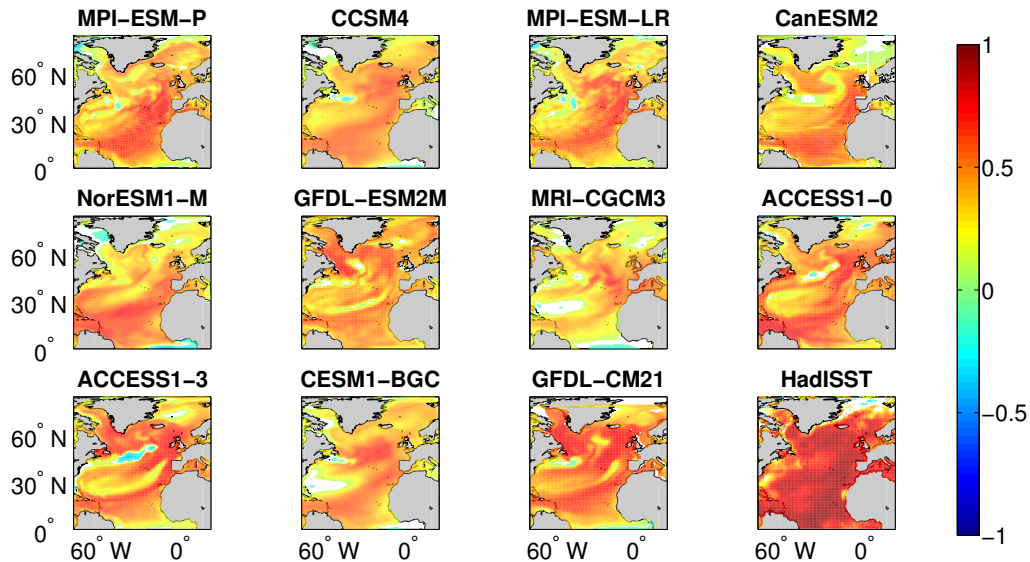 MPI−ESM−P CCSM4 MPI−ESM−LR CanESM2
60° N
30° N
0°
NorESM1−M GFDL−ESM2M MRI−CGCM3 ACCESS1−0
60° N
30° N
0°
ACCESS1−3 CESM1−BGC GFDL−CM21 HadISST
60° N
30° N
0°
60° W 0° 60° W 0° 60° W 0° 60° W 0°
1
0.5
0
−0.5
−1